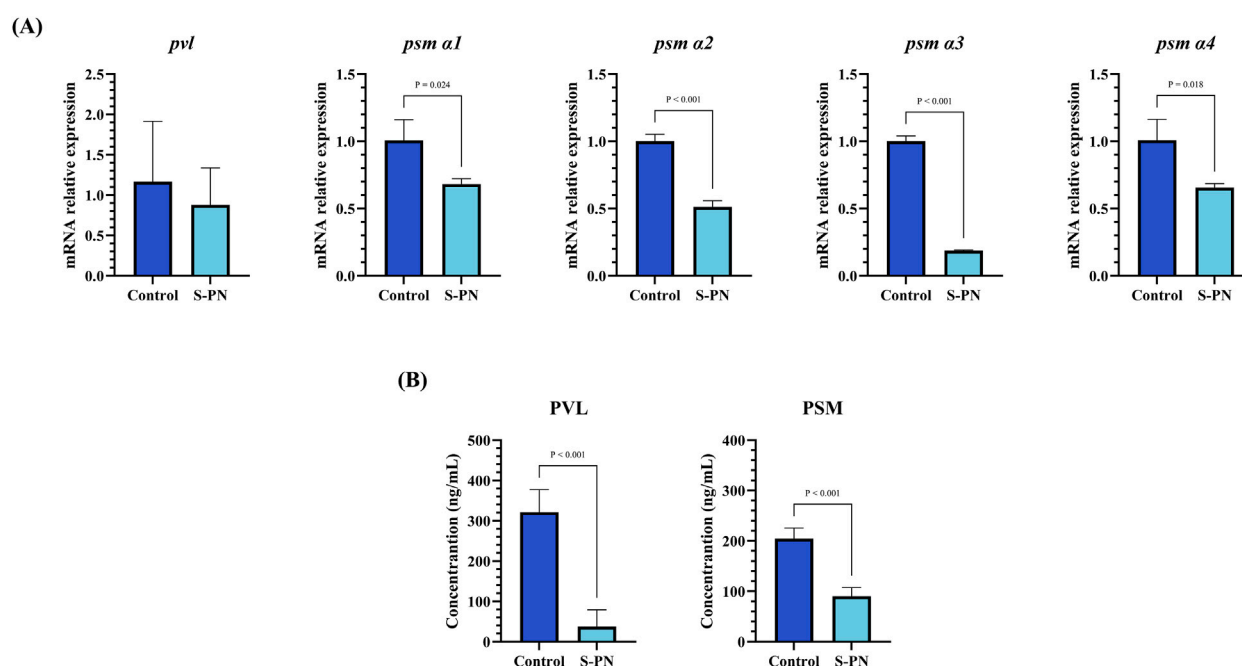 (A)
pvl
mRNA relative expression
2.5
2.0
1.5
1.0
0.5
0.0
Control S-PN
psm α1
mRNA relative expression
1.5
1.0
0.5
0.0
P = 0.024
Control S-PN
psm α2
mRNA relative expression
1.5
1.0
0.5
0.0
P < 0.001
Control S-PN
psm α3
mRNA relative expression
1.5
1.0
0.5
0.0
P < 0.001
Control S-PN
psm α4
mRNA relative expression
1.5
1.0
0.5
0.0
P = 0.018
Control S-PN
(B)
PVL
Concentrantion (ng/mL)
500
400
300
200
100
0
P < 0.001
Control S-PN
PSM
Concentrantion (ng/mL)
400
300
200
100
0
P < 0.001
Control S-PN